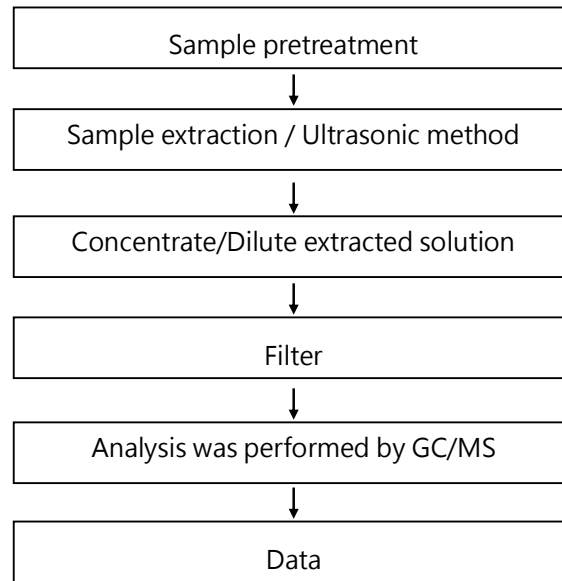 Sample pretreatment
Sample extraction / Ultrasonic method
Concentrate/Dilute extracted solution
Filter
Analysis was performed by GC/MS
Data